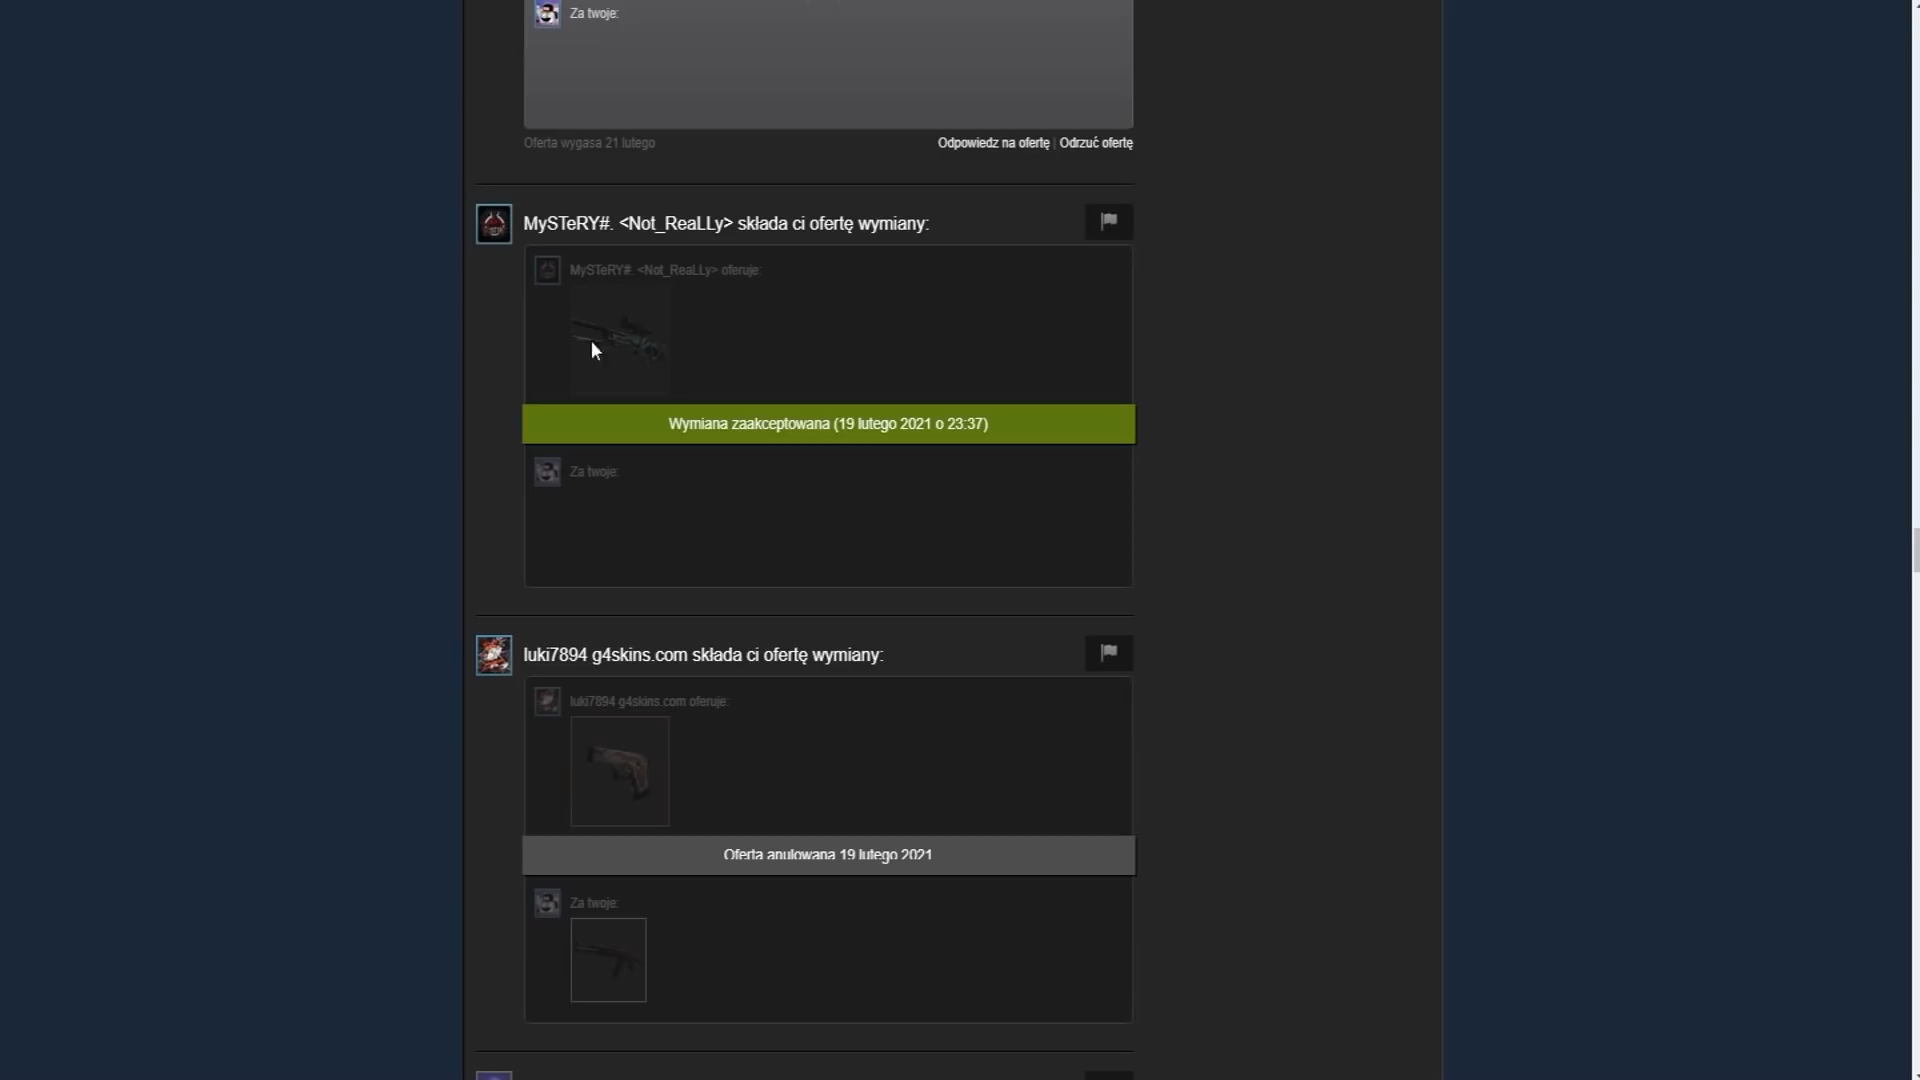 Za twoje:
Oferta wygasa 21 lutego
Odpowiedz na ofertę | Odrzuć ofertę
MySTeRY#. <Not_ReaLLy> składa ci ofertę wymiany:
MySTeRY#. <Not_ReaLLy> oferuje:
Wymiana zaakceptowana (19 lutego 2021 o 23:37)
Za twoje:
luki7894 g4skins.com składa ci ofertę wymiany:
luki7894 g4skins.com oferuje:
Oferta anulowana 19 lutego 2021
Za twoje: